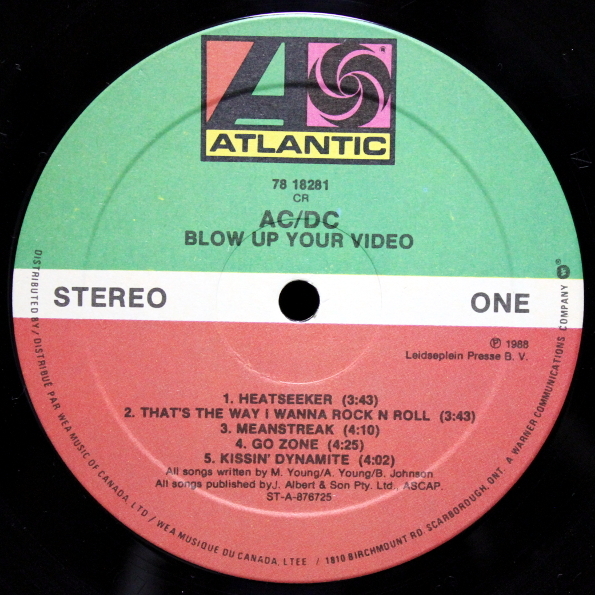 ATLANTIC
®
78 18281
CR
AC/DC
BLOW UP YOUR VIDEO
STEREO
ONE
℗ 1988
Leidseplein Presse B. V.
1. HEATSEEKER (3:43)
2. THAT'S THE WAY I WANNA ROCK N ROLL (3:43)
3. MEANSTREAK (4:10)
4. GO ZONE (4:25)
5. KISSIN' DYNAMITE (4:02)
All songs written by M. Young/A. Young/B. Johnson
All songs published by J. Albert & Son Pty. Ltd., ASCAP.
ST-A-876725
DISTRIBUTED BY / DISTRIBUÉ PAR WEA MUSIC OF CANADA, LTD / WEA MUSIQUE DU CANADA, LTEE / 1810 BIRCHMOUNT RD. SCARBOROUGH, ONT. A WARNER COMMUNICATIONS COMPANY ®